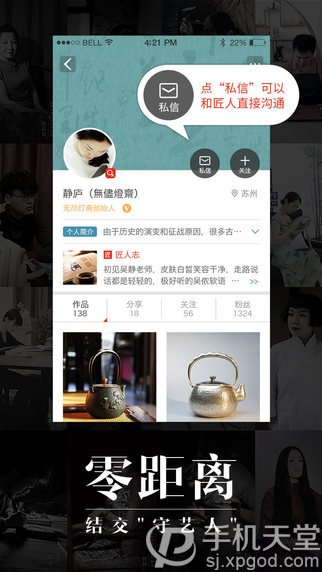 BELL
4:21 PM
22%
点“私信”可以
和匠人直接沟通
私信
私信
关注
静庐（無儘燈齋）
苏州
无尽灯斋创始人
个人简介 由于历史的演变和征战原因，很多古…
匠 匠人志
初见吴静老师，皮肤白皙笑容干净，走路说
话都是轻轻的，极好听的吴侬软语
作品
138
分享
18
关注
56
粉丝
1324
零距离
结交"守艺人"
手机天堂
sj.xpgod.com